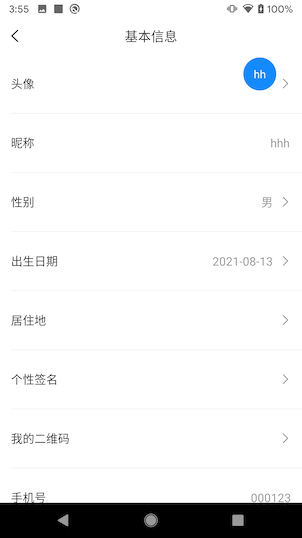 3:55
100%
基本信息
头像
hh
昵称
hhh
性别
男
出生日期
2021-08-13
居住地
个性签名
我的二维码
手机号
000123